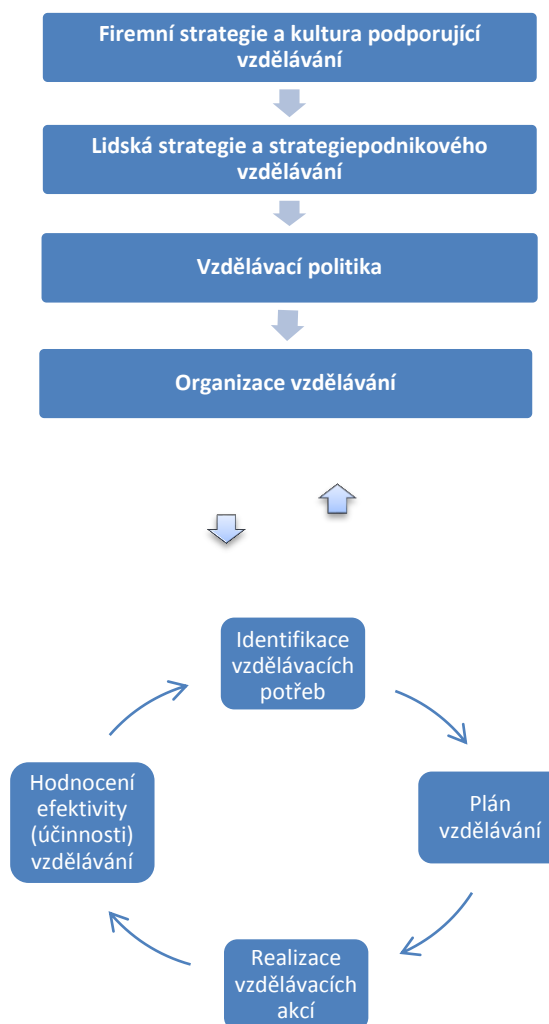 Firemní strategie a kultura podporující
vzdělávání
Lidská strategie a strategiepodnikového
vzdělávání
Vzdělávací politika
Organizace vzdělávání
Identifikace
vzdělávacích
potřeb
Plán
vzdělávání
Realizace
vzdělávacích
akcí
Hodnocení
efektivity
(účinnosti)
vzdělávání